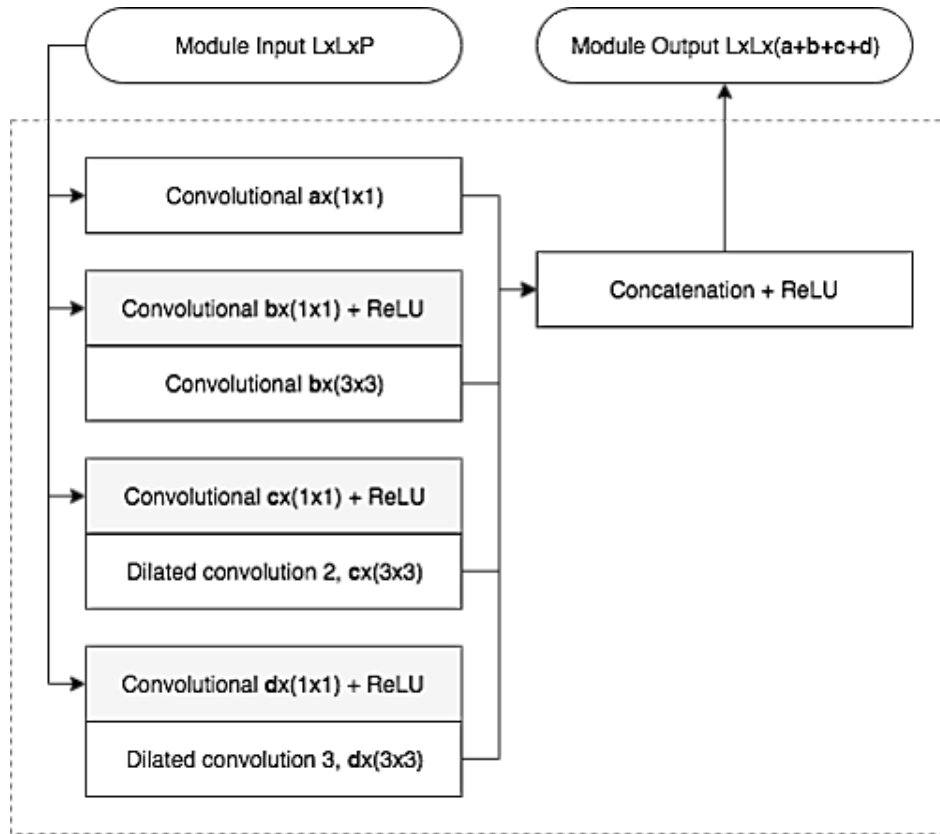 Module Input LxLxP
Module Output LxLx(a+b+c+d)
Convolutional ax(1x1)
Convolutional bx(1x1) + ReLU
Convolutional bx(3x3)
Convolutional cx(1x1) + ReLU
Dilated convolution 2, cx(3x3)
Convolutional dx(1x1) + ReLU
Dilated convolution 3, dx(3x3)
Concatenation + ReLU